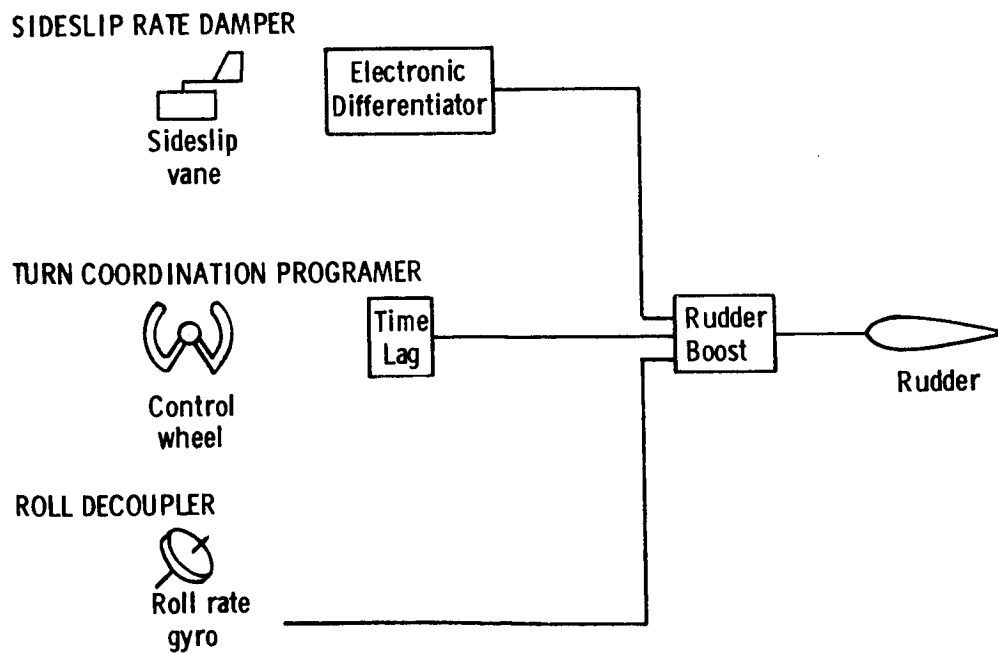 SIDESLIP RATE DAMPER
Electronic
Differentiator
Sideslip
vane
TURN COORDINATION PROGRAMER
Time
Lag
Rudder
Boost
Rudder
Control
wheel
ROLL DECOUPLER
Roll rate
gyro